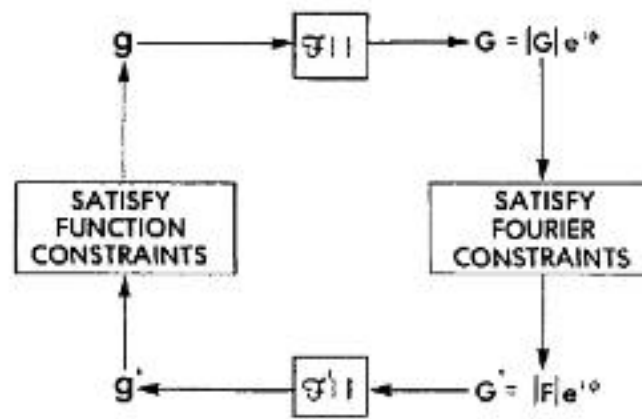 g
ℱ{ }
G = |G| e^{iφ}
SATISFY
FUNCTION
CONSTRAINTS
SATISFY
FOURIER
CONSTRAINTS
g'
ℱ⁻¹{ }
G' = |F| e^{iφ}